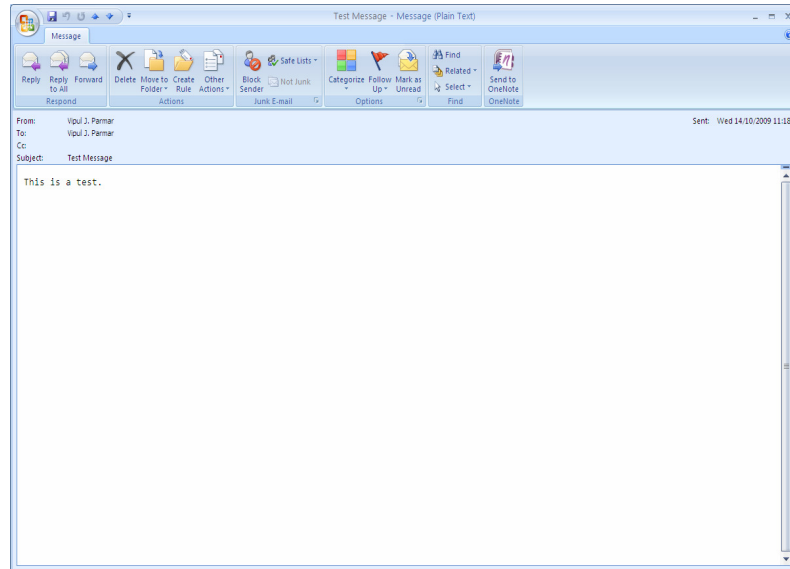 Test Message - Message (Plain Text)
Message
Reply
Reply to All
Forward
Respond
Delete
Move to Folder
Create Rule
Other Actions
Actions
Block Sender
Safe Lists
Not Junk
Junk E-mail
Categorize
Follow Up
Mark as Unread
Options
Find
Related
Select
Find
Send to OneNote
OneNote
From: Vipul J. Parmar
Sent: Wed 14/10/2009 11:18
To: Vipul J. Parmar
Cc:
Subject: Test Message
This is a test.